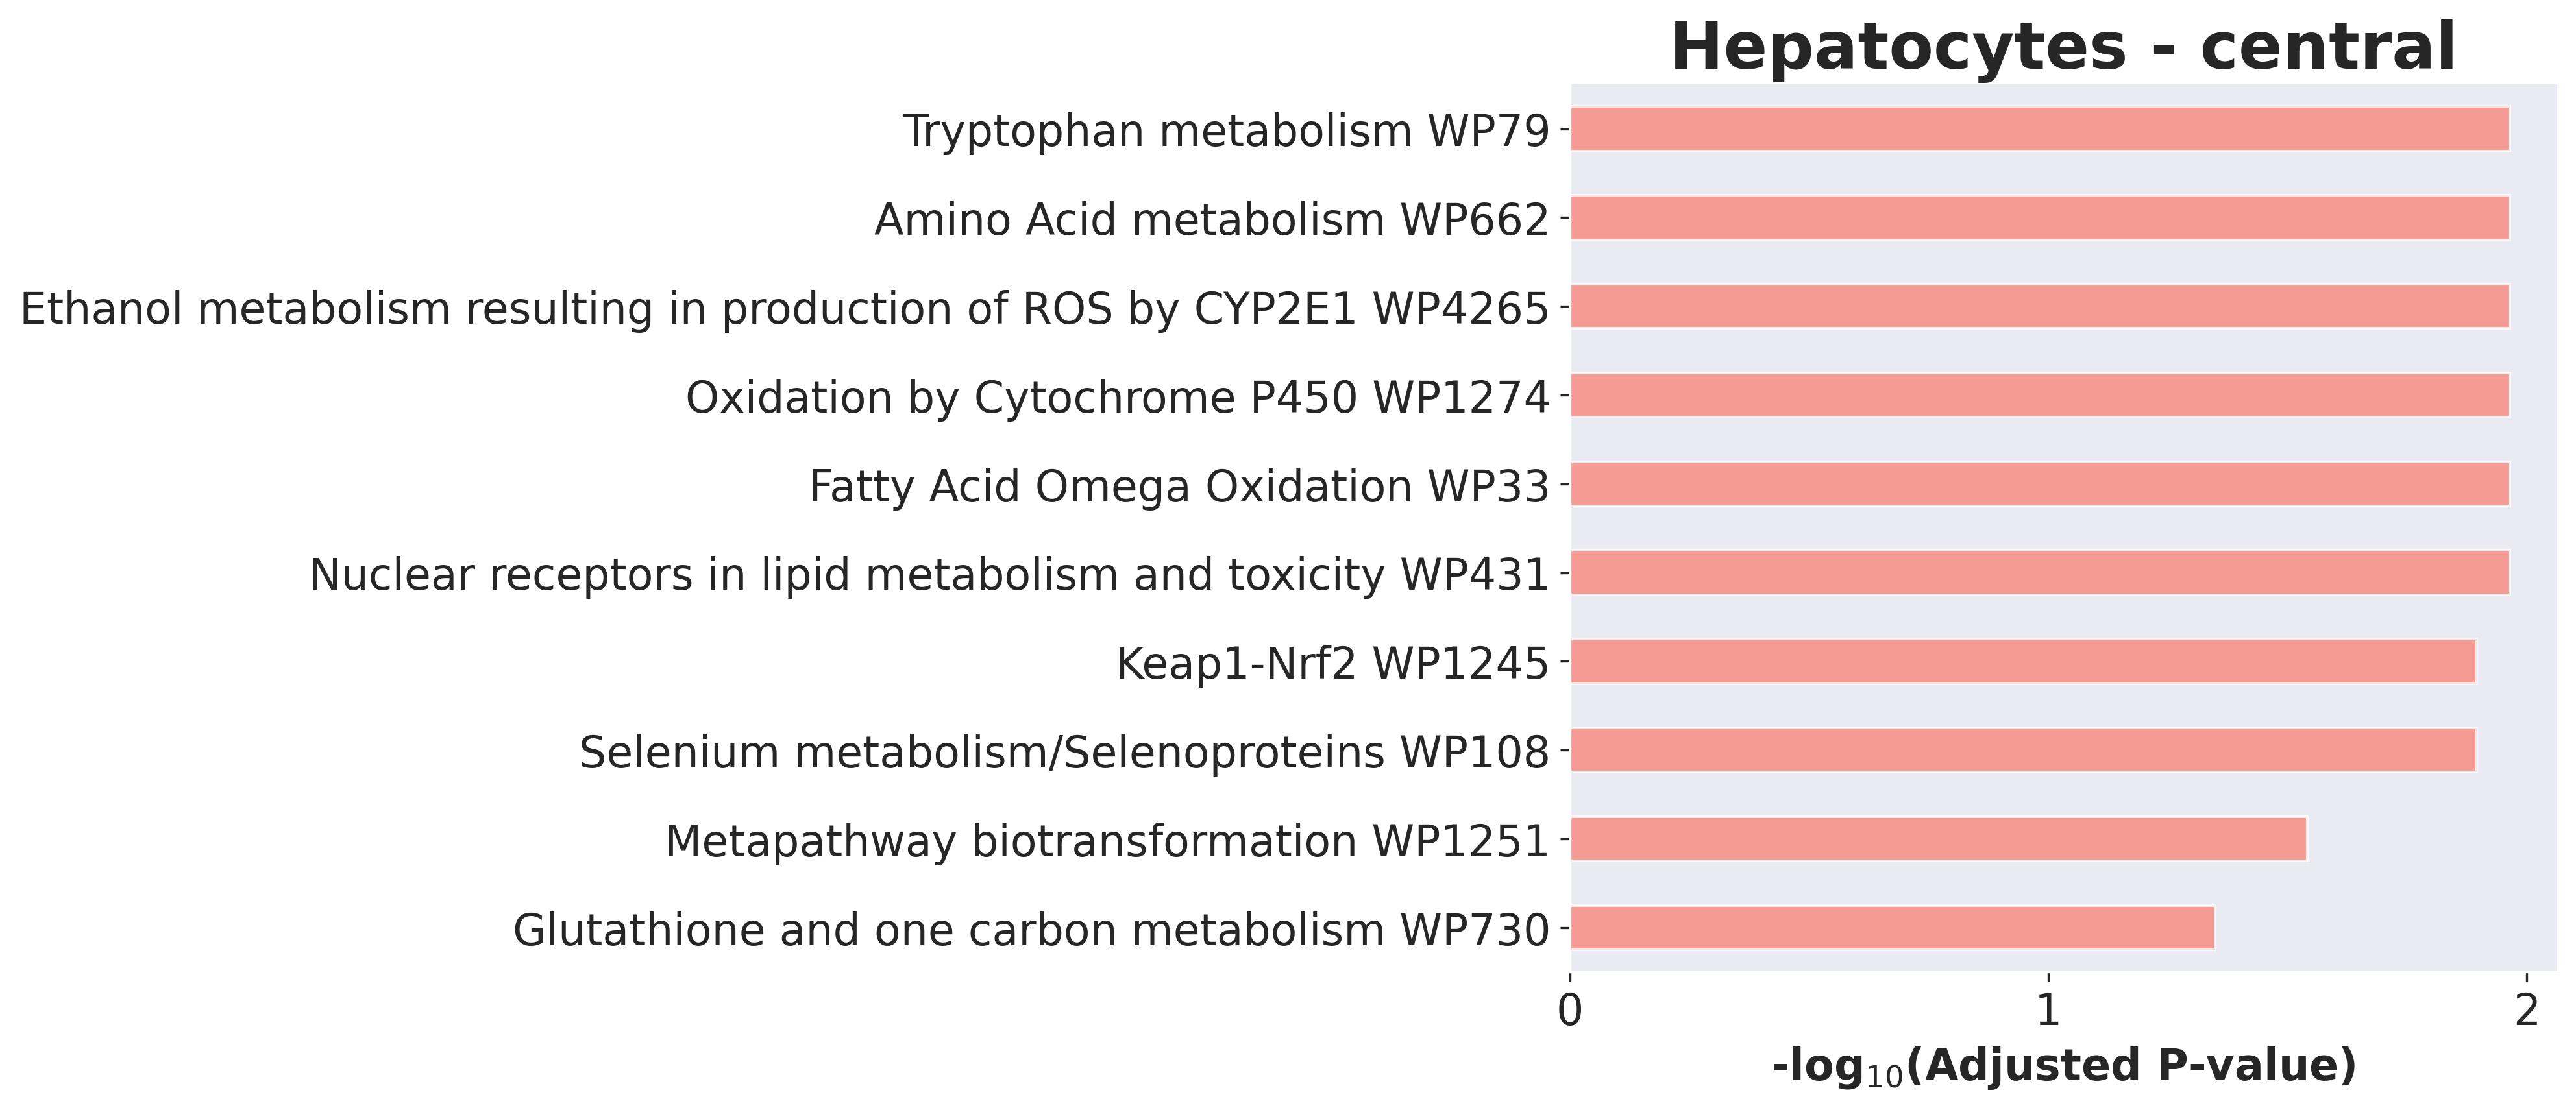 Hepatocytes - central
Tryptophan metabolism WP79
Amino Acid metabolism WP662
Ethanol metabolism resulting in production of ROS by CYP2E1 WP4265
Oxidation by Cytochrome P450 WP1274
Fatty Acid Omega Oxidation WP33
Nuclear receptors in lipid metabolism and toxicity WP431
Keap1-Nrf2 WP1245
Selenium metabolism/Selenoproteins WP108
Metapathway biotransformation WP1251
Glutathione and one carbon metabolism WP730
0 1 2
-log₁₀(Adjusted P-value)